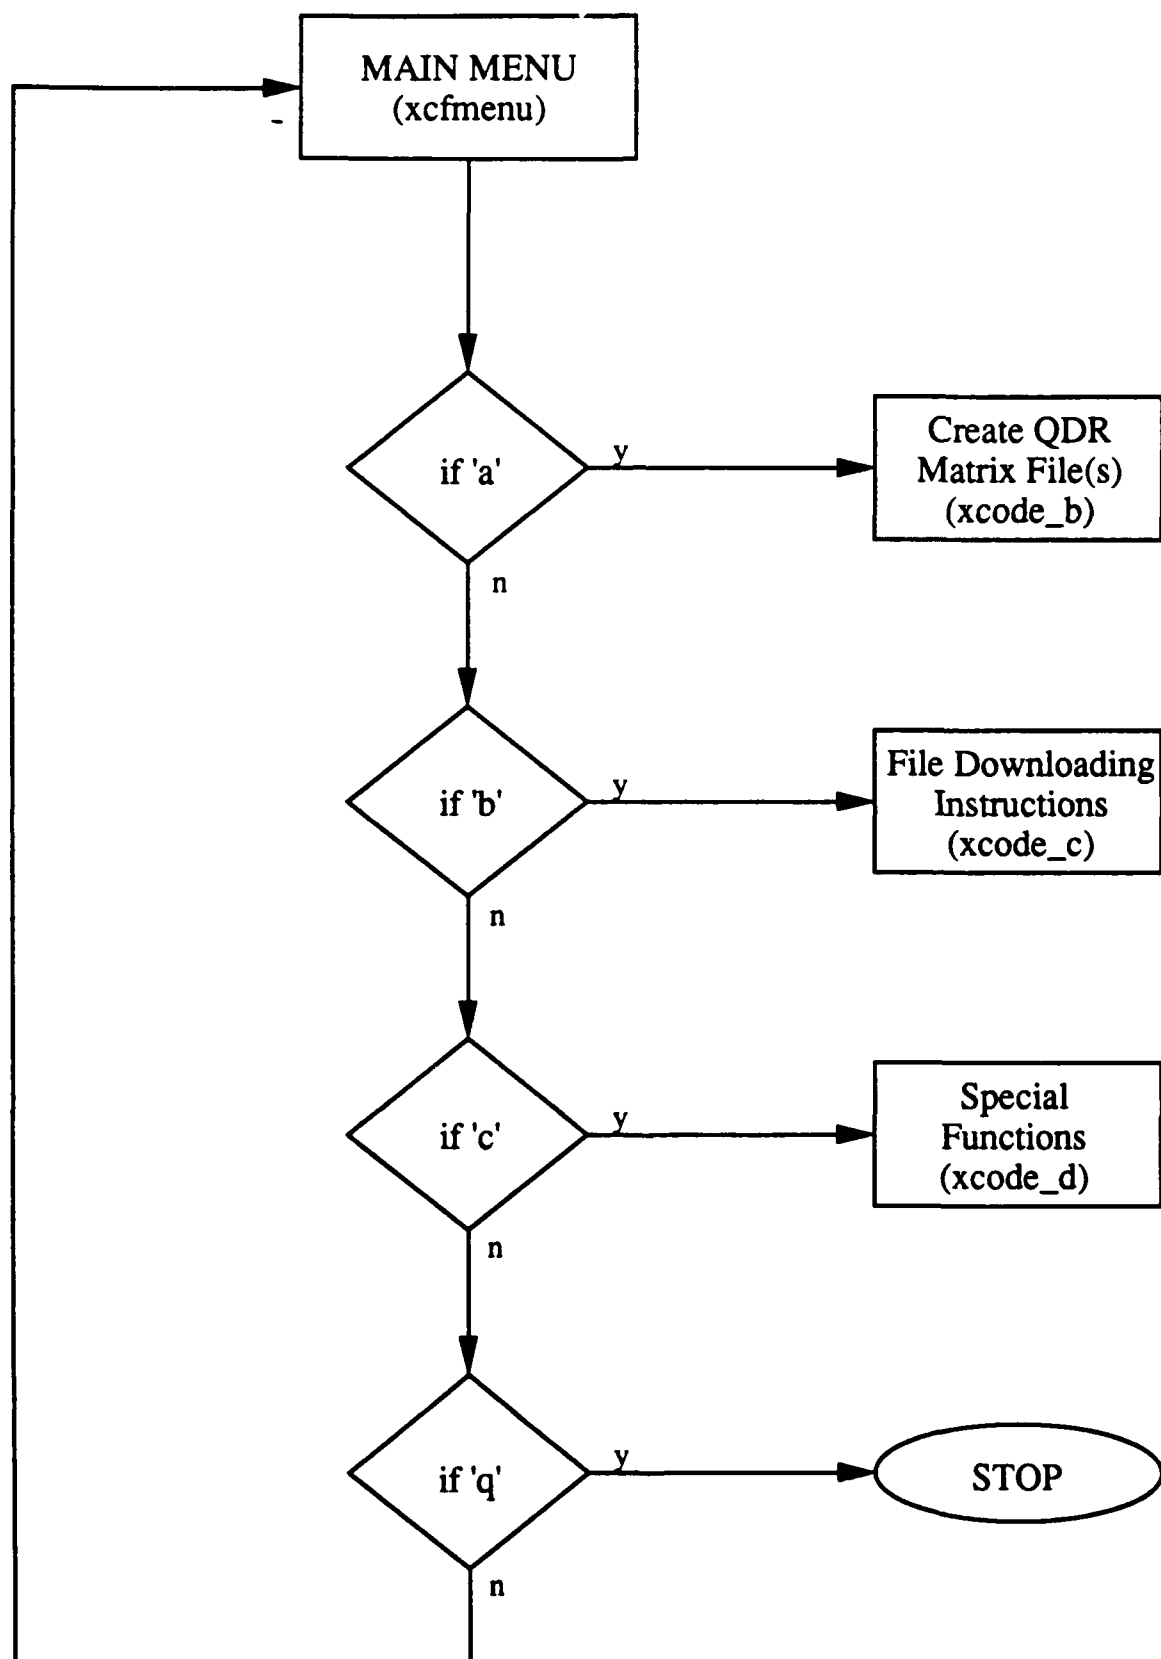 MAIN MENU
(xcfmenu)
if 'a'
y
Create QDR
Matrix File(s)
(xcode_b)
n
if 'b'
y
File Downloading
Instructions
(xcode_c)
n
if 'c'
y
Special
Functions
(xcode_d)
n
if 'q'
y
STOP
n